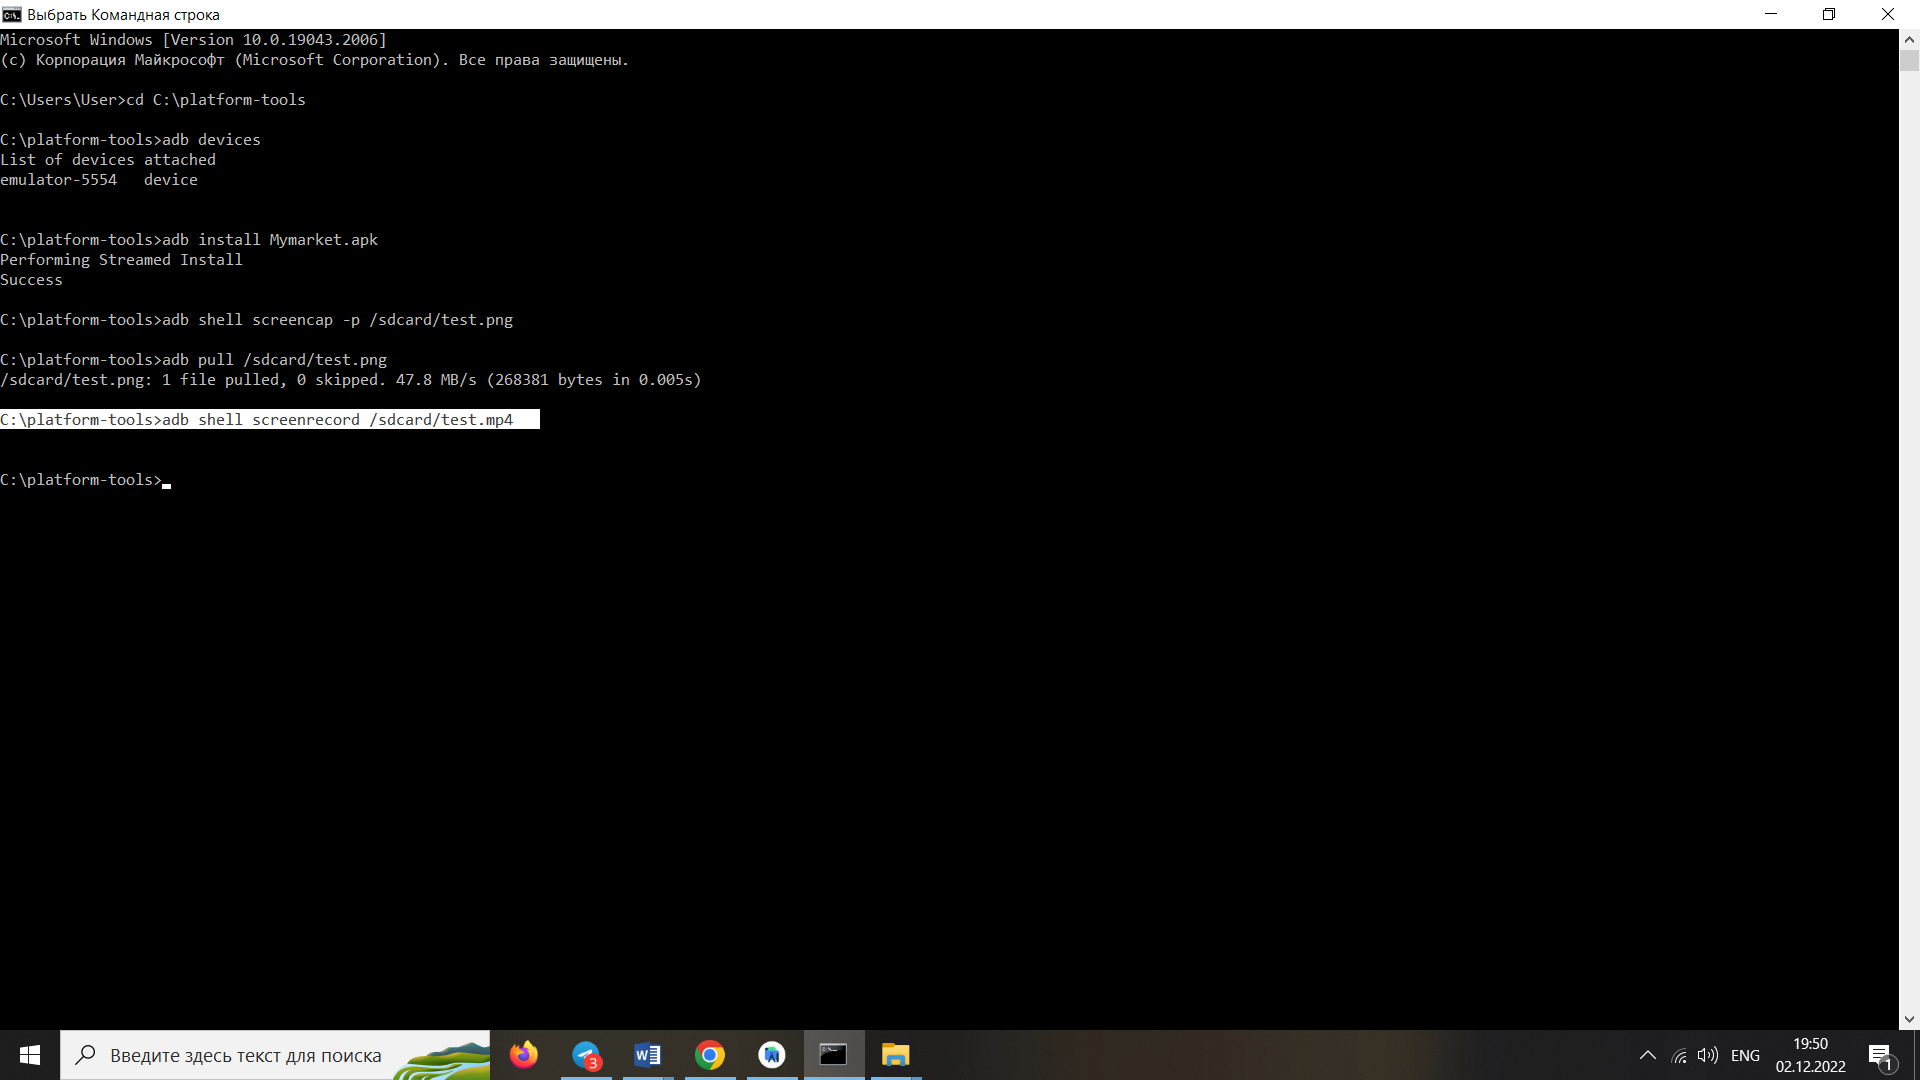 Выбрать Командная строка
Microsoft Windows [Version 10.0.19043.2006]
(c) Корпорация Майкрософт (Microsoft Corporation). Все права защищены.
C:\Users\User>cd C:\platform-tools
C:\platform-tools>adb devices
List of devices attached
emulator-5554   device
C:\platform-tools>adb install Mymarket.apk
Performing Streamed Install
Success
C:\platform-tools>adb shell screencap -p /sdcard/test.png
C:\platform-tools>adb pull /sdcard/test.png
/sdcard/test.png: 1 file pulled, 0 skipped. 47.8 MB/s (268381 bytes in 0.005s)
C:\platform-tools>adb shell screenrecord /sdcard/test.mp4
C:\platform-tools>
Введите здесь текст для поиска
3
ENG
19:50
02.12.2022
1